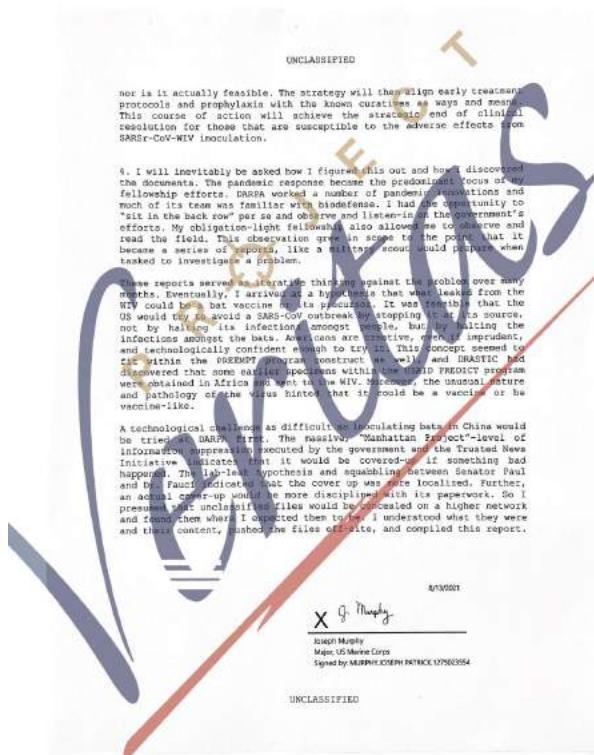 UNCLASSIFIED
nor is it actually feasible. The strategy will then align early treatment
protocols and prophylaxis with the known curatives as ways and means.
This course of action will achieve the strategic end of clinical
resolution for those that are susceptible to the adverse effects from
SARSr-CoV-WIV inoculation.
4. I will inevitably be asked how I figured this out and how I discovered
the documents. The pandemic response became the predominant focus of my
fellowship efforts. DARPA worked a number of pandemic innovations and
much of its team was familiar with biodefense. I had the opportunity to
"sit in the back row" per se and observe and listen-in on the government's
efforts. My obligation-light fellowship also allowed me to observe and
read the field. This observation grew in scope to the point that it
became a series of reports, like a military scout would prepare when
tasked to investigate a problem.
These reports served as iterative thinking against the problem over many
months. Eventually, I arrived at a hypothesis that what leaked from the
WIV could be a bat vaccine or its precursor. It was feasible that the
US would try to avoid a SARS-CoV outbreak by stopping it at its source,
not by halting its infections amongst people, but by halting the
infections amongst the bats. Americans are creative, often imprudent,
and technologically confident enough to try it. This concept seemed to
fit within the PREEMPT program construct as well, and DRASTIC had
discovered that some earlier specimens within the USAID PREDICT program
were obtained in Africa and sent to the WIV. Moreover, the unusual nature
and pathology of the virus hinted that it could be a vaccine or be
vaccine-like.
A technological challenge as difficult as inoculating bats in China would
be tried at DARPA first. The massive, "Manhattan Project"-level of
information suppression executed by the government and the Trusted News
Initiative indicates that it would be covered-up if something bad
happened. The lab-leak hypothesis and squabbling between Senator Paul
and Dr. Fauci indicated that the cover up was more localized. Further,
an actual cover-up would be more disciplined with its paperwork. So I
presumed that unclassified files would be concealed on a higher network
and found them where I expected them to be. I understood what they were
and their content, pushed the files off-site, and compiled this report.
8/13/2021
X J. Murphy
Joseph Murphy
Major, US Marine Corps
Signed by: MURPHY.JOSEPH.PATRICK.1275023554
UNCLASSIFIED
PROJECT
Veritas